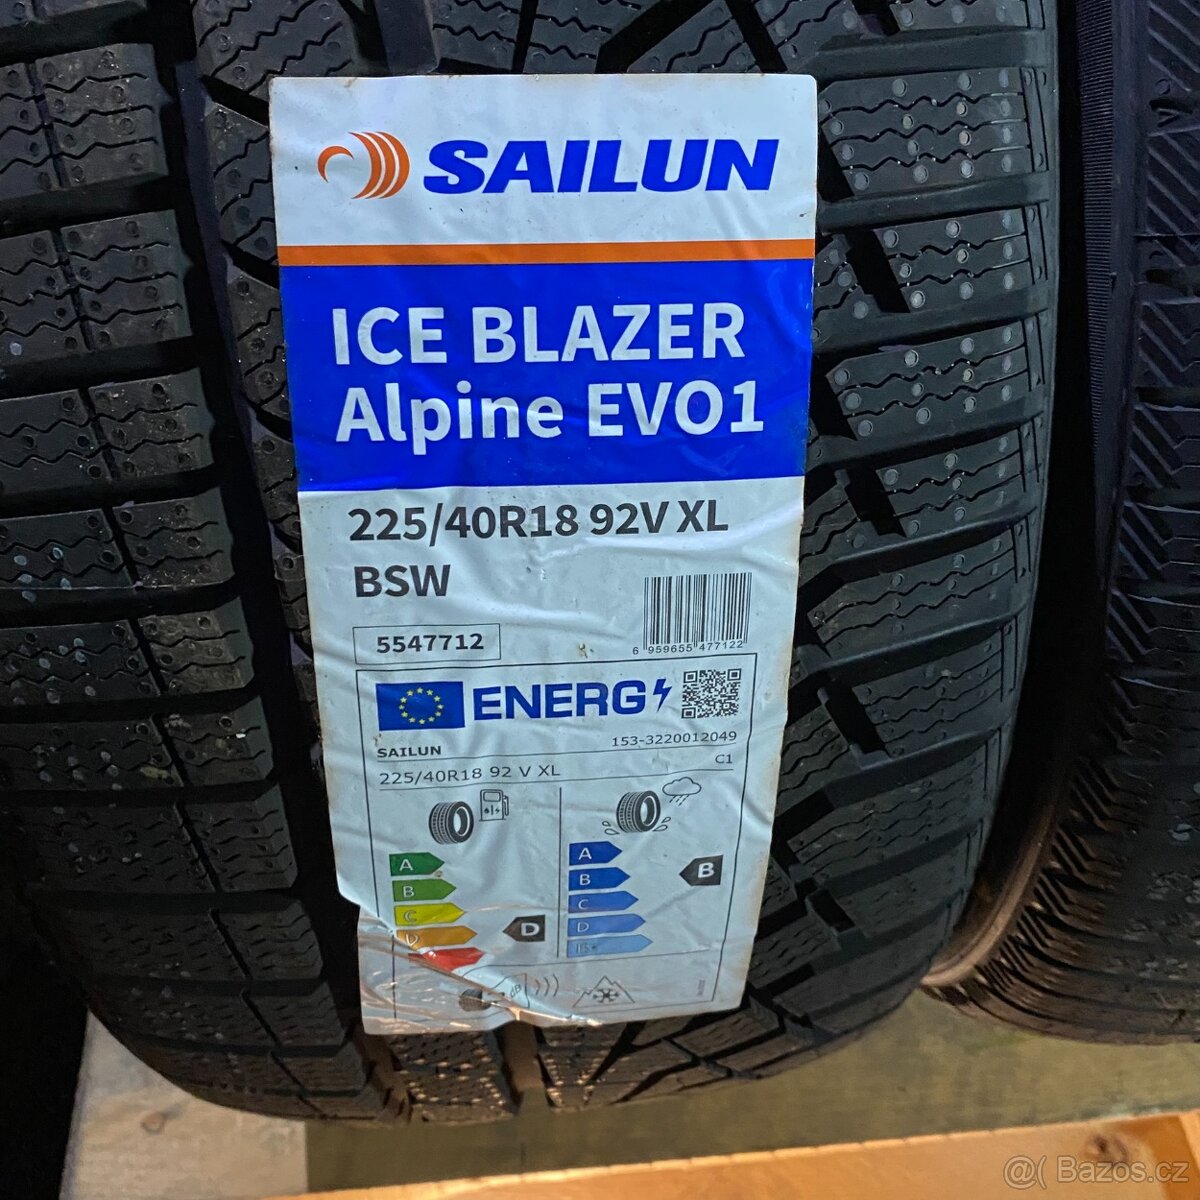 SAILUN
ICE BLAZER
Alpine EVO1
225/40R18 92V XL
BSW
5547712
6 959655 477122
ENERG
SAILUN
153-3220012049
225/40R18 92 V XL
C1
A
B
C
D
D
A
B
C
D
B
dB
@( Bazos.cz